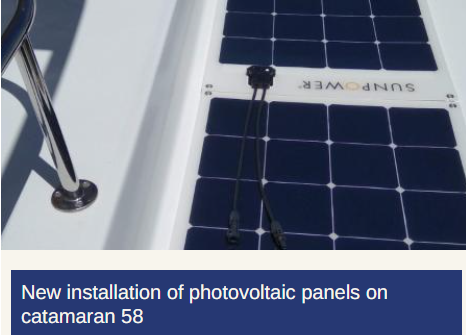 SUNPOWER®
New installation of photovoltaic panels on
catamaran 58